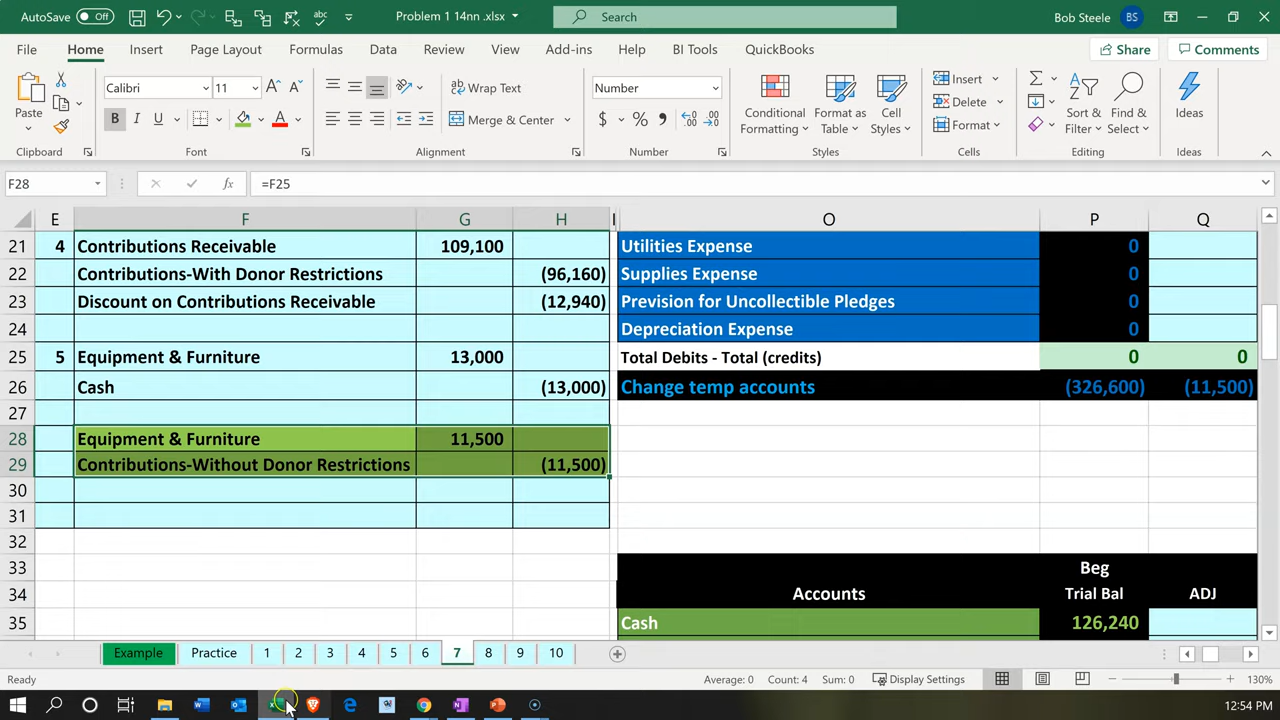 AutoSave Off Problem 1 14nn .xlsx Search Bob Steele BS
File Home Insert Page Layout Formulas Data Review View Add-ins Help BI Tools QuickBooks Share Comments
Paste Calibri 11 Wrap Text Number Conditional Formatting Format as Table Cell Styles Insert Sort & Filter Find & Select Ideas
B I U Merge & Center $ % Delete
Format
Clipboard Font Alignment Number Styles Cells Editing Ideas
F28 fx =F25
E F G H I O P Q
21 4 Contributions Receivable 109,100 Utilities Expense 0
22 Contributions-With Donor Restrictions (96,160) Supplies Expense 0
23 Discount on Contributions Receivable (12,940) Prevision for Uncollectible Pledges 0
24 Depreciation Expense 0
25 5 Equipment & Furniture 13,000 Total Debits - Total (credits) 0 0
26 Cash (13,000) Change temp accounts (326,600) (11,500)
27
28 Equipment & Furniture 11,500
29 Contributions-Without Donor Restrictions (11,500)
30
31
32
33 Beg
34 Accounts Trial Bal ADJ
35 Cash 126,240
Example Practice 1 2 3 4 5 6 7 8 9 10
Ready Average: 0 Count: 4 Sum: 0 Display Settings 130%
12:54 PM